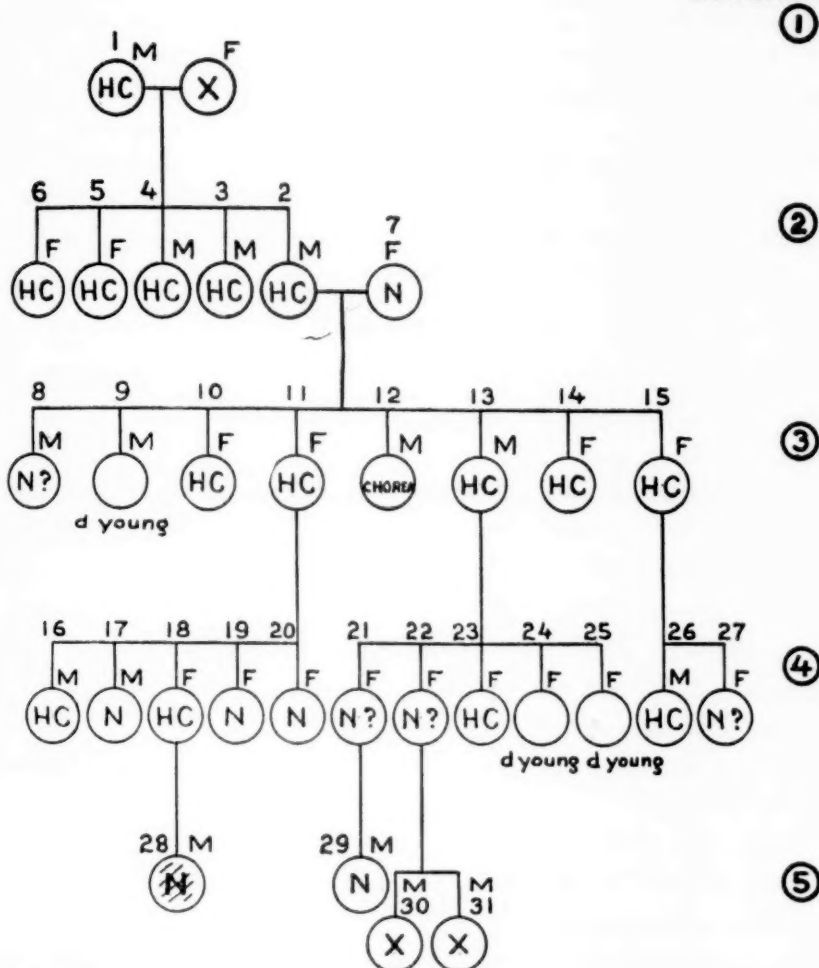 ①
1 M F
HC X
6 5 4 3 2
②
7
F F M M M F
HC HC HC HC HC N
8 9 10 11 12 13 14 15
③
M M F F M M F F
N? HC HC CHOREA HC HC HC
d young
16 17 18 19 20 21 22 23 24 25 26 27
④
M M F F F F F F F F M F
HC N HC N N N? N? HC HC N?
d young d young
28 M 29 M
⑤
N N M M
30 31
X X